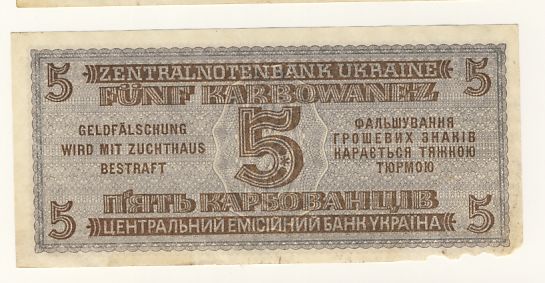 5 ZENTRALNOTENBANK UKRAINE 5
FÜNF KARBOWANEZ
GELDFÄLSCHUNG
WIRD MIT ZUCHTHAUS
BESTRAFT
5
ФАЛЬШУВАННЯ
ГРОШЕВИХ ЗНАКІВ
КАРАЄТЬСЯ ТЯЖКОЮ
ТЮРМОЮ
П'ЯТЬ КАРБОВАНЦІВ
5 ЦЕНТРАЛЬНИЙ ЕМІСІЙНИЙ БАНК УКРАЇНА 5